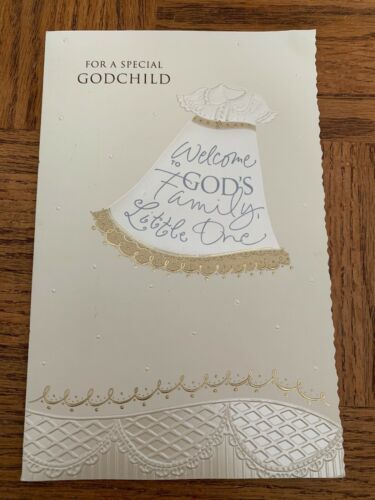 FOR A SPECIAL
GODCHILD
Welcome
TO GOD'S
Family,
Little One